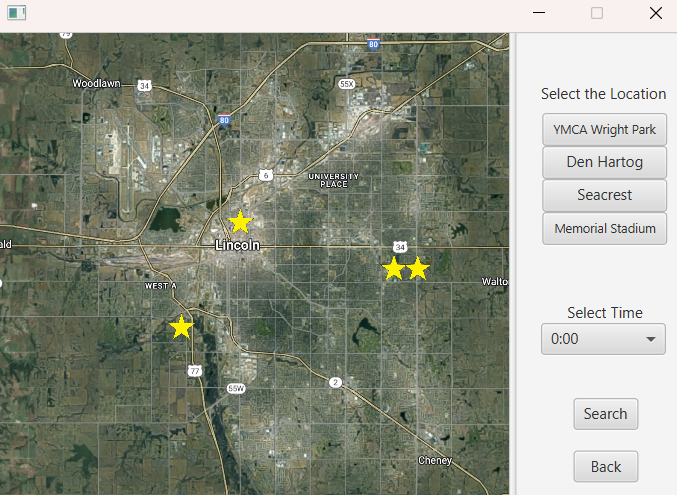 79
80
Woodlawn
34
55X
80
6
UNIVERSITY
PLACE
Lincoln
34
WEST A
Walto
77
2
55W
Cheney
Select the Location
YMCA Wright Park
Den Hartog
Seacrest
Memorial Stadium
Select Time
0:00
Search
Back